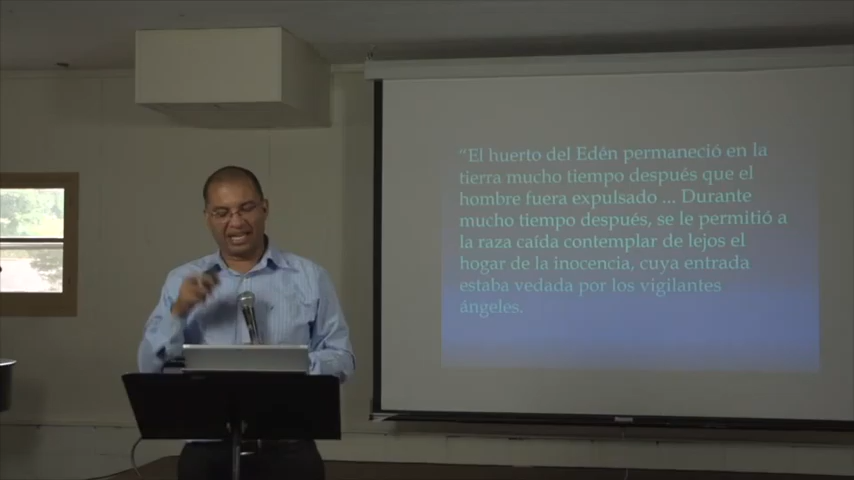 “El huerto del Edén permaneció en la
tierra mucho tiempo después que el
hombre fuera expulsado ... Durante
mucho tiempo después, se le permitió a
la raza caída contemplar de lejos el
hogar de la inocencia, cuya entrada
estaba vedada por los vigilantes
ángeles.